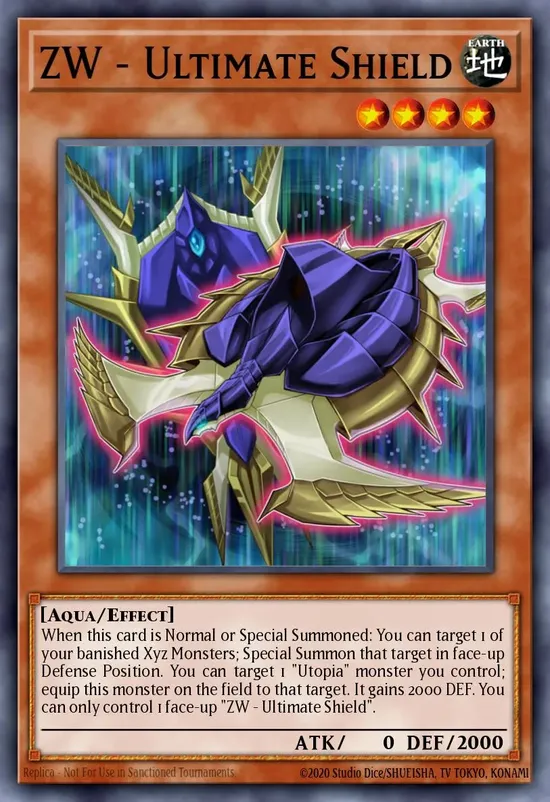 ZW - Ultimate Shield
EARTH
地
[Aqua/Effect]
When this card is Normal or Special Summoned: You can target 1 of
your banished Xyz Monsters; Special Summon that target in face-up
Defense Position. You can target 1 "Utopia" monster you control;
equip this monster on the field to that target. It gains 2000 DEF. You
can only control 1 face-up "ZW - Ultimate Shield".
ATK/ 0 DEF/2000
Replica - Not For Use in Sanctioned Tournaments
©2020 Studio Dice/SHUEISHA, TV TOKYO, KONAMI